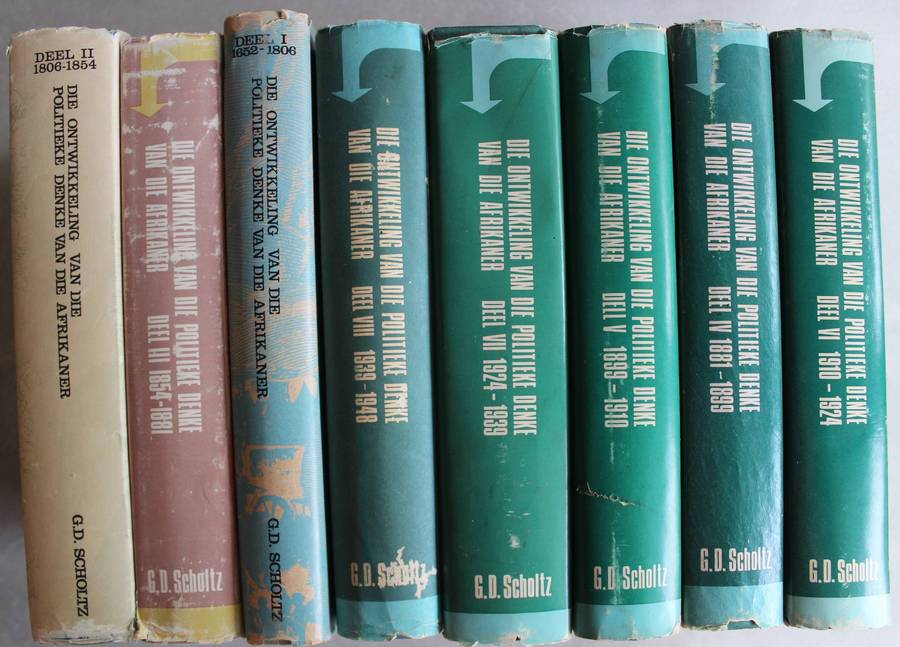 DEEL II
1806-1854
DIE ONTWIKKELING VAN DIE
POLITIEKE DENKE VAN DIE AFRIKANER
G.D. SCHOLTZ
DIE ONTWIKKELING VAN DIE POLITIEKE DENKE
VAN DIE AFRIKANER DEEL III 1854-1881
G.D. Scholtz
DEEL I
1652-1806
DIE ONTWIKKELING VAN DIE
POLITIEKE DENKE VAN DIE AFRIKANER
G.D. SCHOLTZ
DIE ONTWIKKELING VAN DIE POLITIEKE DENKE
VAN DIE AFRIKANER DEEL VIII 1939-1948
G.D. Scholtz
DIE ONTWIKKELING VAN DIE POLITIEKE DENKE
VAN DIE AFRIKANER DEEL VII 1924-1939
G.D. Scholtz
DIE ONTWIKKELING VAN DIE POLITIEKE DENKE
VAN DIE AFRIKANER DEEL V 1899-1910
G.D. Scholtz
DIE ONTWIKKELING VAN DIE POLITIEKE DENKE
VAN DIE AFRIKANER DEEL IV 1881-1899
G.D. Scholtz
DIE ONTWIKKELING VAN DIE POLITIEKE DENKE
VAN DIE AFRIKANER DEEL VI 1910-1924
G.D. Scholtz